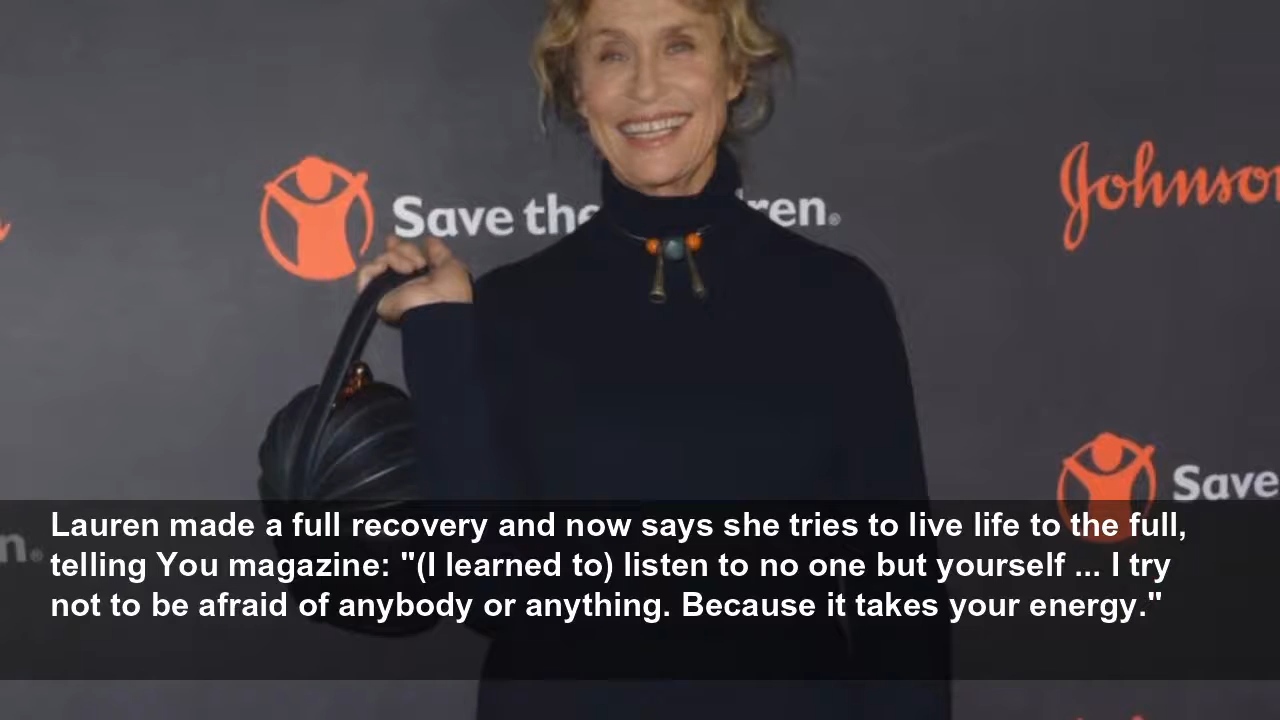 Save the ren.
Johnso
Save
n.
Lauren made a full recovery and now says she tries to live life to the full,
telling You magazine: "(I learned to) listen to no one but yourself ... I try
not to be afraid of anybody or anything. Because it takes your energy."